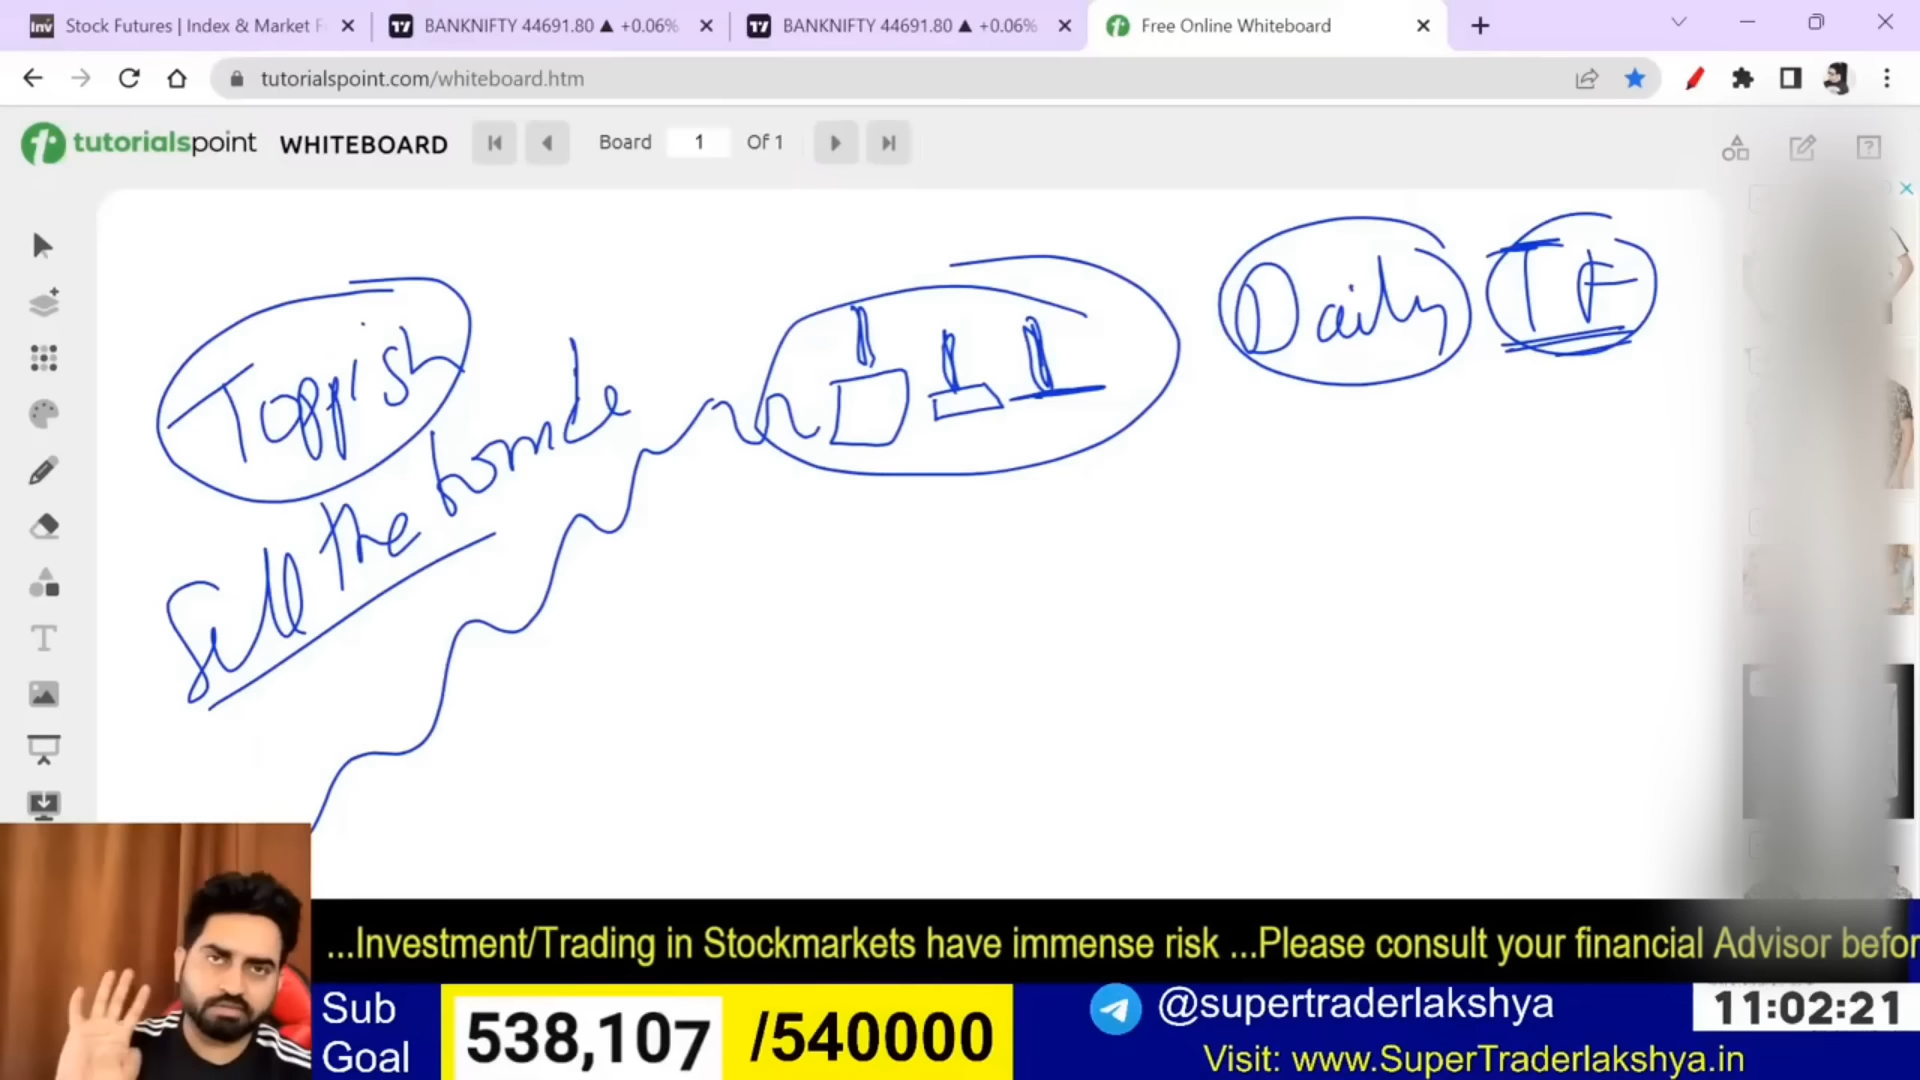 Stock Futures | Index & Market F
BANKNIFTY 44691.80 ▲ +0.06%
BANKNIFTY 44691.80 ▲ +0.06%
Free Online Whiteboard
tutorialspoint.com/whiteboard.htm
tutorialspoint WHITEBOARD Board 1 Of 1
Daily TF
Toppish
Sell the
...Investment/Trading in Stockmarkets have immense risk ...Please consult your financial Advisor befor
Sub Goal
538,107 /540000
@supertraderlakshya
Visit: www.SuperTraderlakshya.in
11:02:21